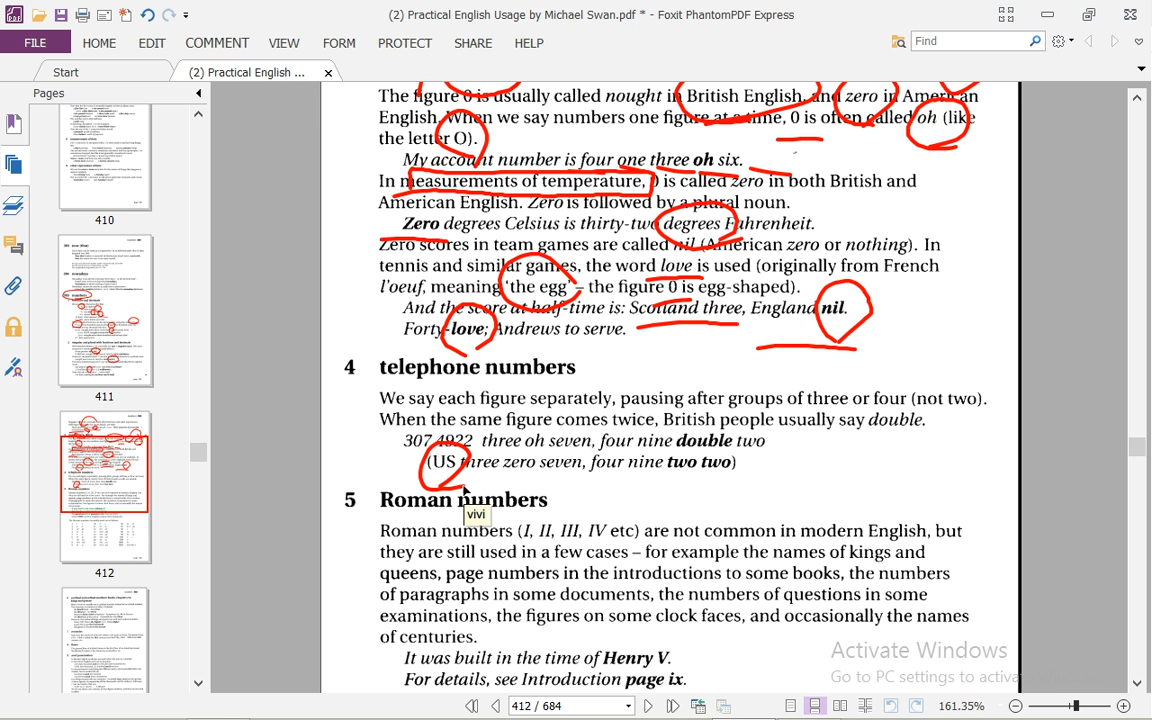 (2) Practical English Usage by Michael Swan.pdf * - Foxit PhantomPDF Express
FILE HOME EDIT COMMENT VIEW FORM PROTECT SHARE HELP
Find
Start
(2) Practical English ...
Pages
410
411
412
The figure 0 is usually called nought in British English, and zero in American
English. When we say numbers one figure at a time, 0 is often called oh (like
the letter O).
My account number is four one three oh six.
In measurements of temperature, 0 is called zero in both British and
American English. Zero is followed by a plural noun.
Zero degrees Celsius is thirty-two degrees Fahrenheit.
Zero scores in team games are called nil (American zero or nothing). In
tennis and similar games, the word love is used (originally from French
l'oeuf, meaning 'the egg' – the figure 0 is egg-shaped).
And the score at half-time is: Scotland three, England nil.
Forty-love; Andrews to serve.
4 telephone numbers
We say each figure separately, pausing after groups of three or four (not two).
When the same figure comes twice, British people usually say double.
307 4922 three oh seven, four nine double two
(US three zero seven, four nine two two)
5 Roman numbers
vivi
Roman numbers (I, II, III, IV etc) are not common in modern English, but
they are still used in a few cases – for example the names of kings and
queens, page numbers in the introductions to some books, the numbers
of paragraphs in some documents, the numbers of questions in some
examinations, the figures on some clock faces, and occasionally the names
of centuries.
It was built in the time of Henry V.
For details, see Introduction page ix.
Activate Windows
Go to PC settings to activa
412 / 684
161.35%